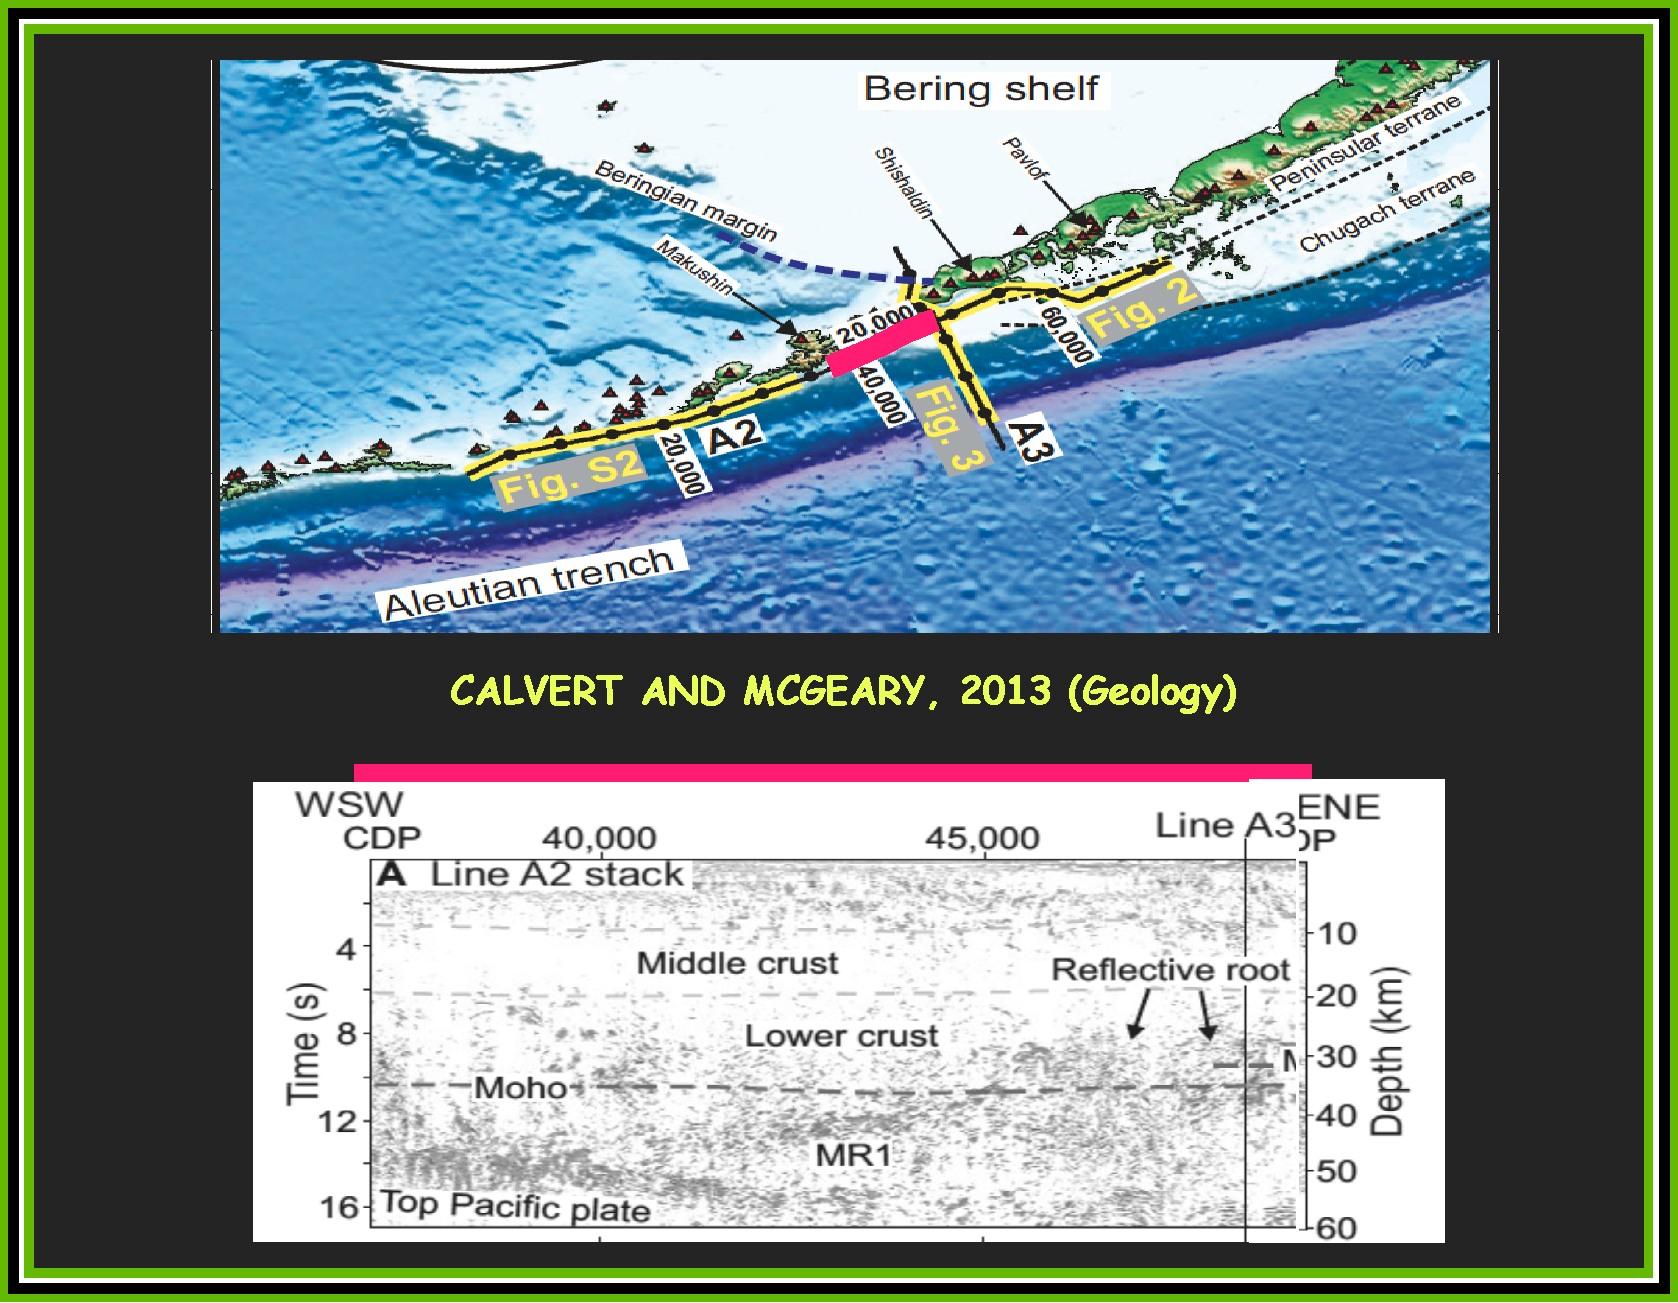 Bering shelf
Peninsular terrane
Chugach terrane
Pavlof
Shishaldin
Beringian margin
Makushin
20,000
60,000
Fig. 2
40,000
Fig. 3
A3
A2
20,000
Fig. S2
Aleutian trench
CALVERT AND MCGEARY, 2013 (Geology)
WSW
ENE
CDP 40,000 45,000 Line A3 DP
A Line A2 stack
4 10
Middle crust
Reflective root
20
8 Lower crust
30
M
Moho
12 40
MR1
50
16 Top Pacific plate
60
Time (s)
Depth (km)